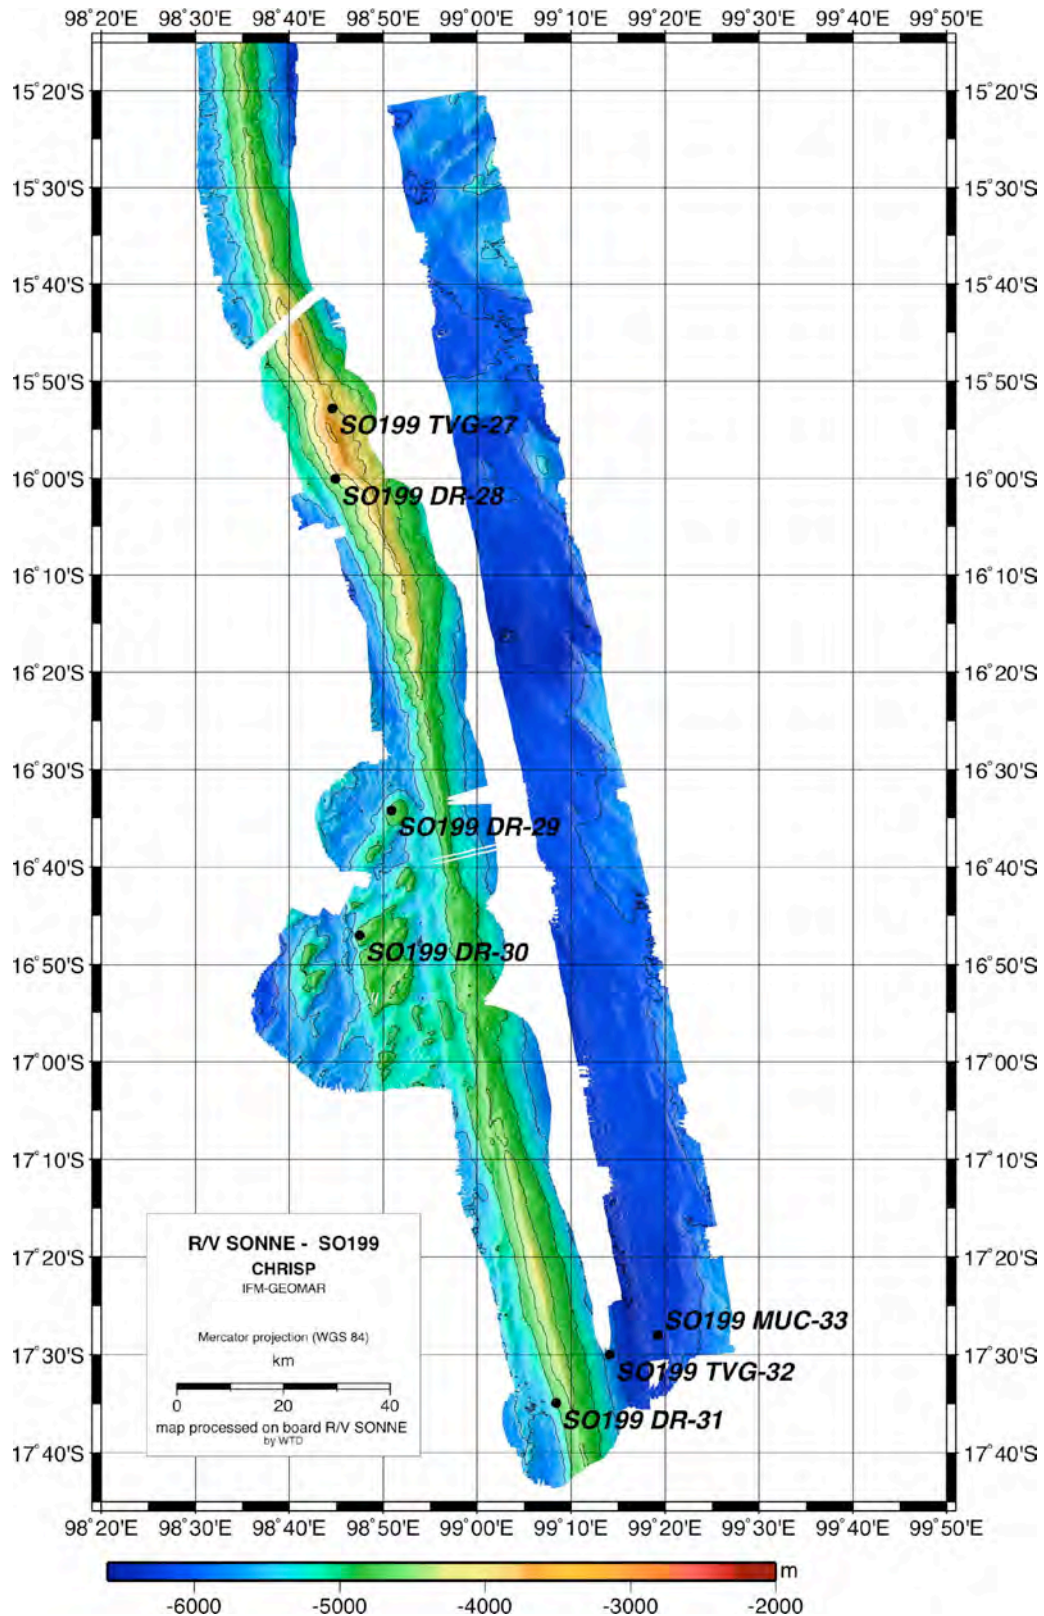 98°20'E 98°30'E 98°40'E 98°50'E 99°00'E 99°10'E 99°20'E 99°30'E 99°40'E 99°50'E
15°20'S 15°20'S
15°30'S 15°30'S
15°40'S 15°40'S
15°50'S 15°50'S
SO199 TVG-27
16°00'S 16°00'S
SO199 DR-28
16°10'S 16°10'S
16°20'S 16°20'S
16°30'S 16°30'S
SO199 DR-29
16°40'S 16°40'S
SO199 DR-30
16°50'S 16°50'S
17°00'S 17°00'S
17°10'S 17°10'S
R/V SONNE - SO199
17°20'S 17°20'S
CHRISP
IFM-GEOMAR
SO199 MUC-33
Mercator projection (WGS 84)
17°30'S 17°30'S
km
SO199 TVG-32
0 20 40
SO199 DR-31
map processed on board R/V SONNE
by WTD
17°40'S 17°40'S
98°20'E 98°30'E 98°40'E 98°50'E 99°00'E 99°10'E 99°20'E 99°30'E 99°40'E 99°50'E
m
-6000 -5000 -4000 -3000 -2000